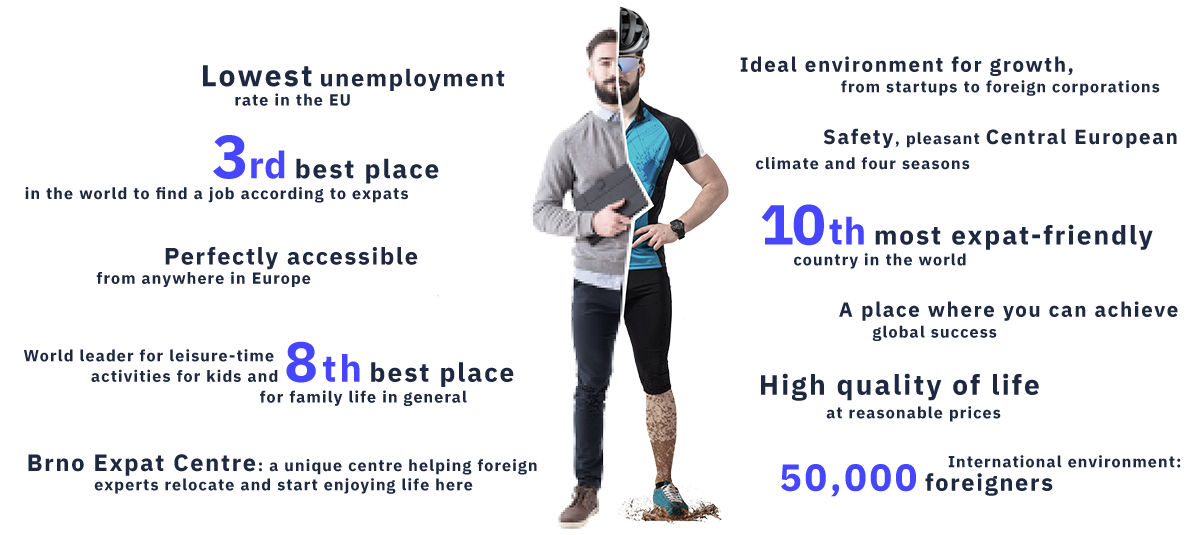 Lowest unemployment
rate in the EU
3rd best place
in the world to find a job according to expats
Perfectly accessible
from anywhere in Europe
World leader for leisure-time
activities for kids and 8th best place
for family life in general
Brno Expat Centre: a unique centre helping foreign
experts relocate and start enjoying life here
Ideal environment for growth,
from startups to foreign corporations
Safety, pleasant Central European
climate and four seasons
10th most expat-friendly
country in the world
A place where you can achieve
global success
High quality of life
at reasonable prices
International environment:
50,000 foreigners